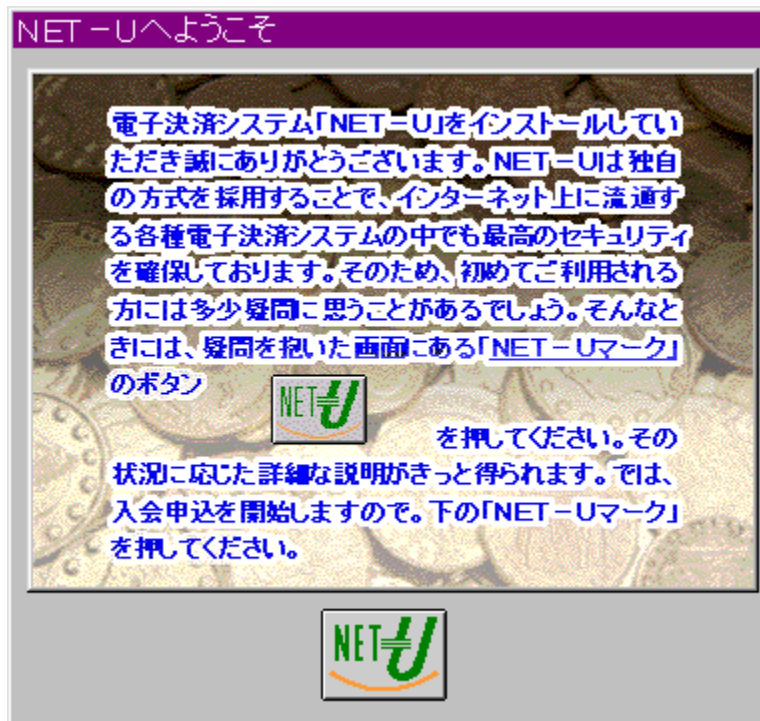 NET－Uへようこそ
電子決済システム「NET－U」をインストールしてい
ただき誠にありがとうございます。NET－Uは独自
の方式を採用することで、インターネット上に流通す
る各種電子決済システムの中でも最高のセキュリティ
を確保しております。そのため、初めてご利用される
方には多少疑問に思うことがあるでしょう。そんなと
きには、疑問を抱いた画面にある「NET－Uマーク」
のボタン
NET U
を押してください。その
状況に応じた詳細な説明がきっと得られます。では、
入会申込を開始しますので。下の「NET－Uマーク」
を押してください。
NET U